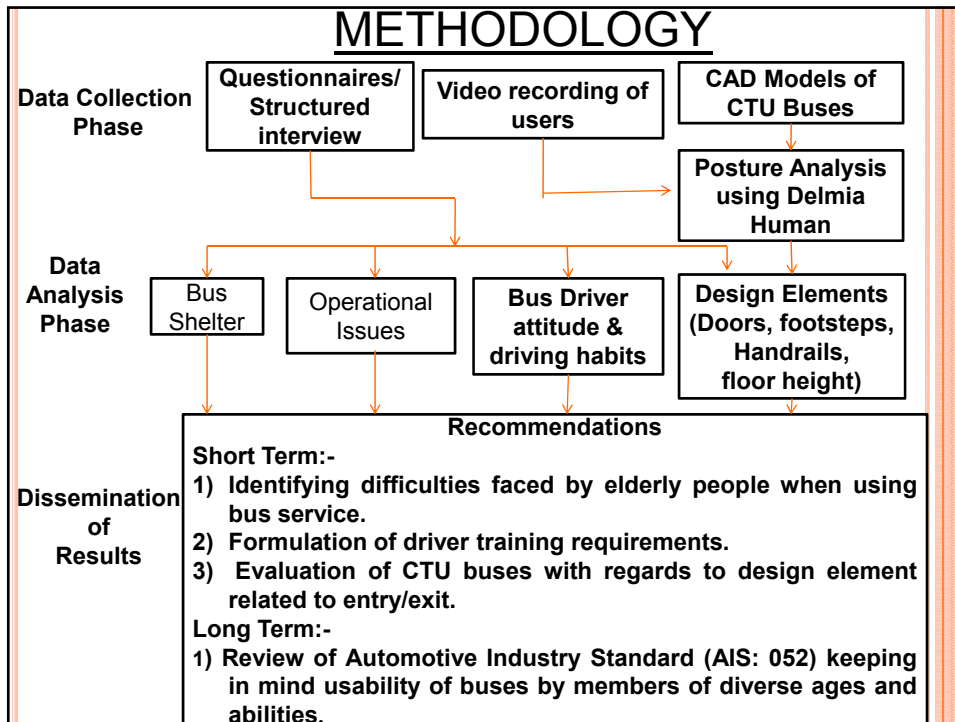 METHODOLOGY
Data Collection
Phase
Questionnaires/
Structured
interview
Video recording of
users
CAD Models of
CTU Buses
Posture Analysis
using Delmia
Human
Data
Analysis
Phase
Bus
Shelter
Operational
Issues
Bus Driver
attitude &
driving habits
Design Elements
(Doors, footsteps,
Handrails,
floor height)
Dissemination
of
Results
Recommendations
Short Term:-
1) Identifying difficulties faced by elderly people when using
bus service.
2) Formulation of driver training requirements.
3) Evaluation of CTU buses with regards to design element
related to entry/exit.
Long Term:-
1) Review of Automotive Industry Standard (AIS: 052) keeping
in mind usability of buses by members of diverse ages and
abilities.